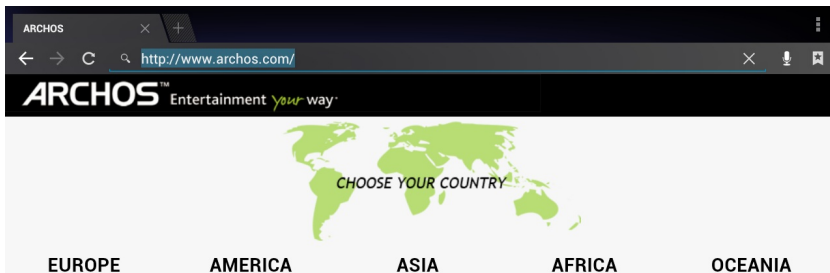 ARCHOS
http://www.archos.com/
ARCHOS™ Entertainment your way
CHOOSE YOUR COUNTRY
EUROPE AMERICA ASIA AFRICA OCEANIA